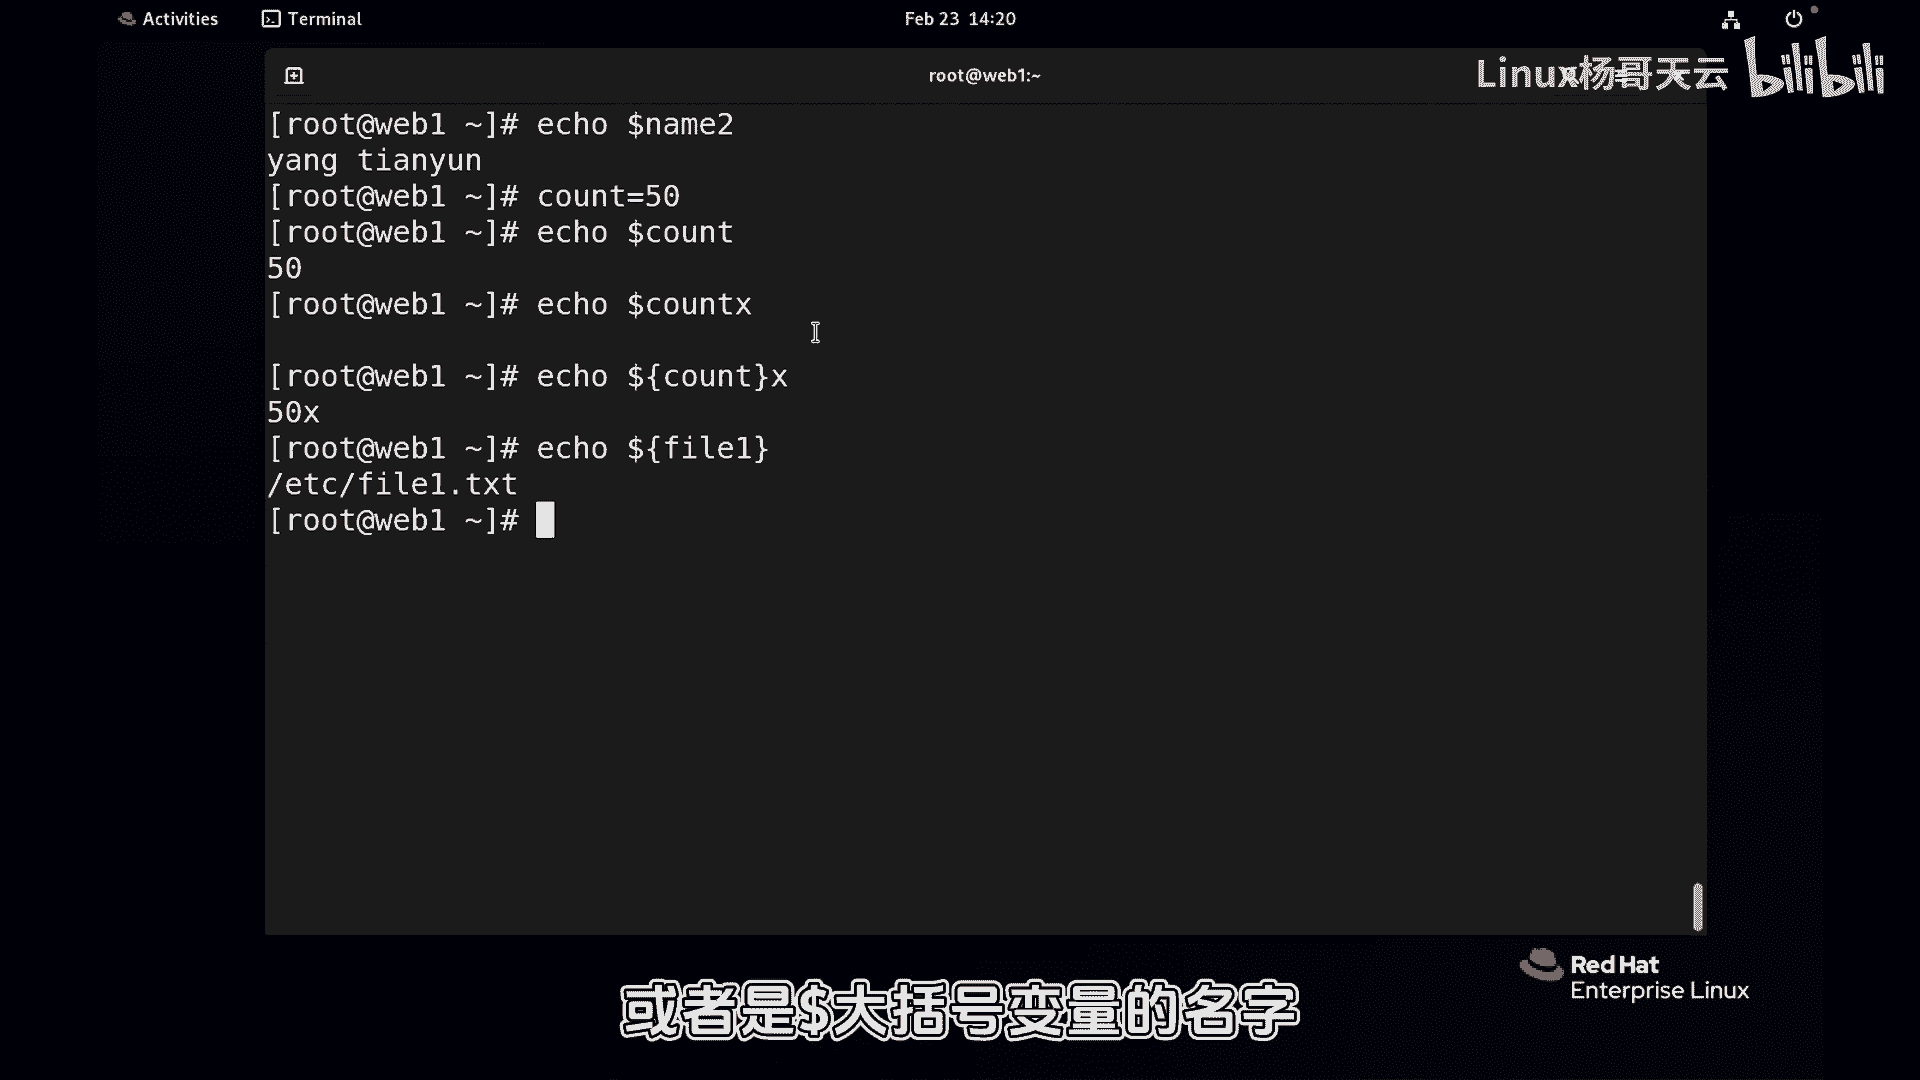 Activities Terminal Feb 23 14:20
root@web1:~
Linux杨哥天云 bilibili
[root@web1 ~]# echo $name2
yang tianyun
[root@web1 ~]# count=50
[root@web1 ~]# echo $count
50
[root@web1 ~]# echo $countx
[root@web1 ~]# echo ${count}x
50x
[root@web1 ~]# echo ${file1}
/etc/file1.txt
[root@web1 ~]#
Red Hat
Enterprise Linux
或者是$大括号变量的名字